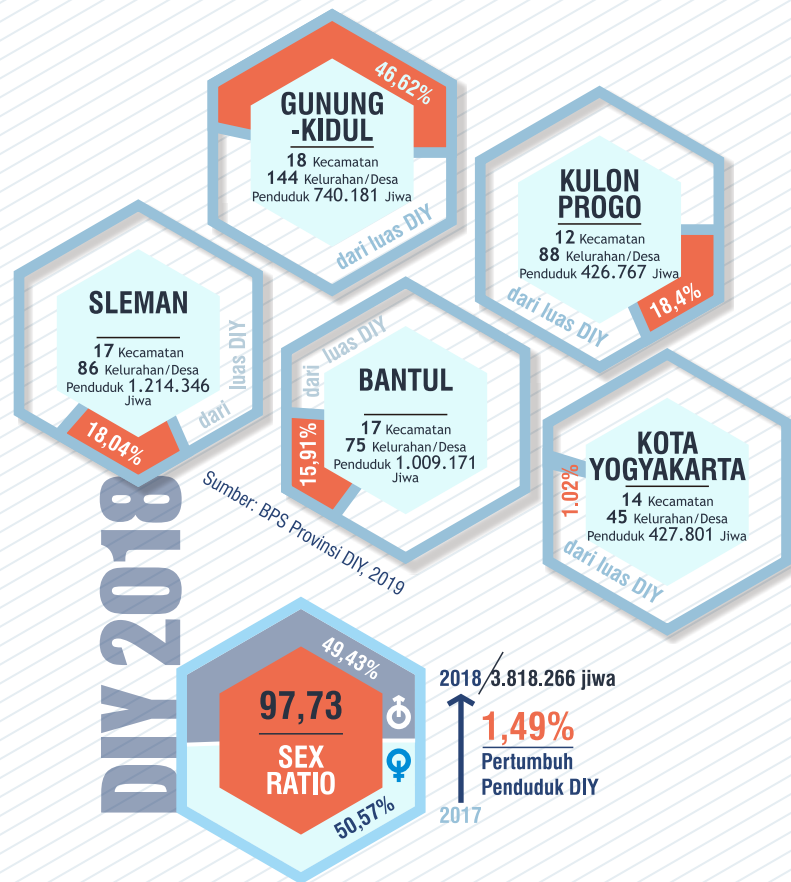 46,62%
GUNUNG
-KIDUL
18 Kecamatan
144 Kelurahan/Desa
Penduduk 740.181 Jiwa
dari luas DIY
KULON
PROGO
12 Kecamatan
88 Kelurahan/Desa
Penduduk 426.767 Jiwa
18,4%
dari luas DIY
SLEMAN
17 Kecamatan
86 Kelurahan/Desa
Penduduk 1.214.346
Jiwa
18,04%
dari luas DIY
dari luas DIY
BANTUL
17 Kecamatan
75 Kelurahan/Desa
Penduduk 1.009.171
Jiwa
15,91%
KOTA
YOGYAKARTA
14 Kecamatan
45 Kelurahan/Desa
Penduduk 427.801 Jiwa
1.02%
dari luas DIY
Sumber: BPS Provinsi DIY, 2019
DIY 2018
49,43%
97,73
SEX
RATIO
50,57%
2018/3.818.266 jiwa
1,49%
Pertumbuh
Penduduk DIY
2017